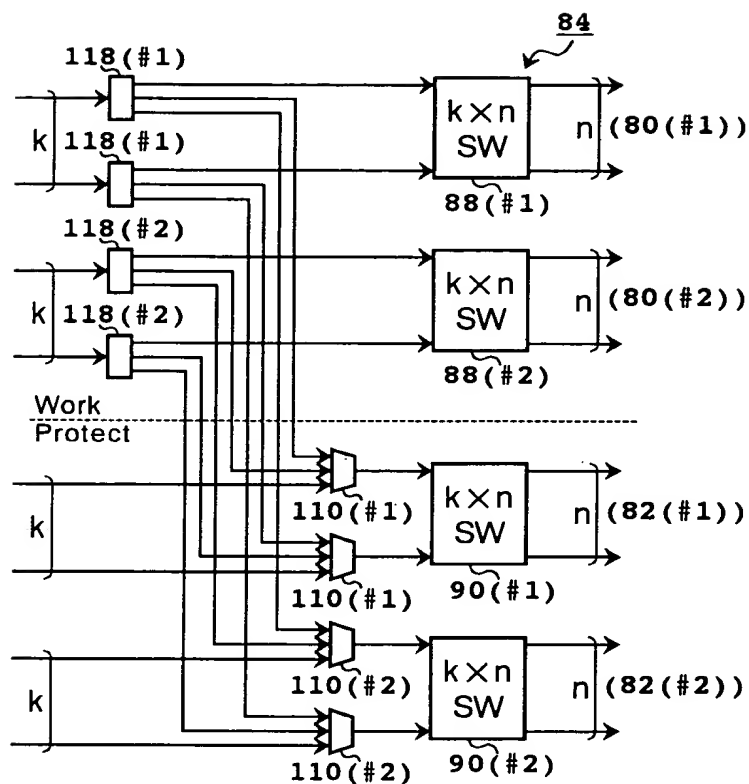 84
118(#1)
k
k×n
SW
n
(80(#1))
118(#1)
88(#1)
118(#2)
k
k×n
SW
n
(80(#2))
118(#2)
88(#2)
Work
Protect
k
k×n
SW
n
(82(#1))
110(#1)
110(#1)
90(#1)
k
k×n
SW
n
(82(#2))
110(#2)
110(#2)
90(#2)